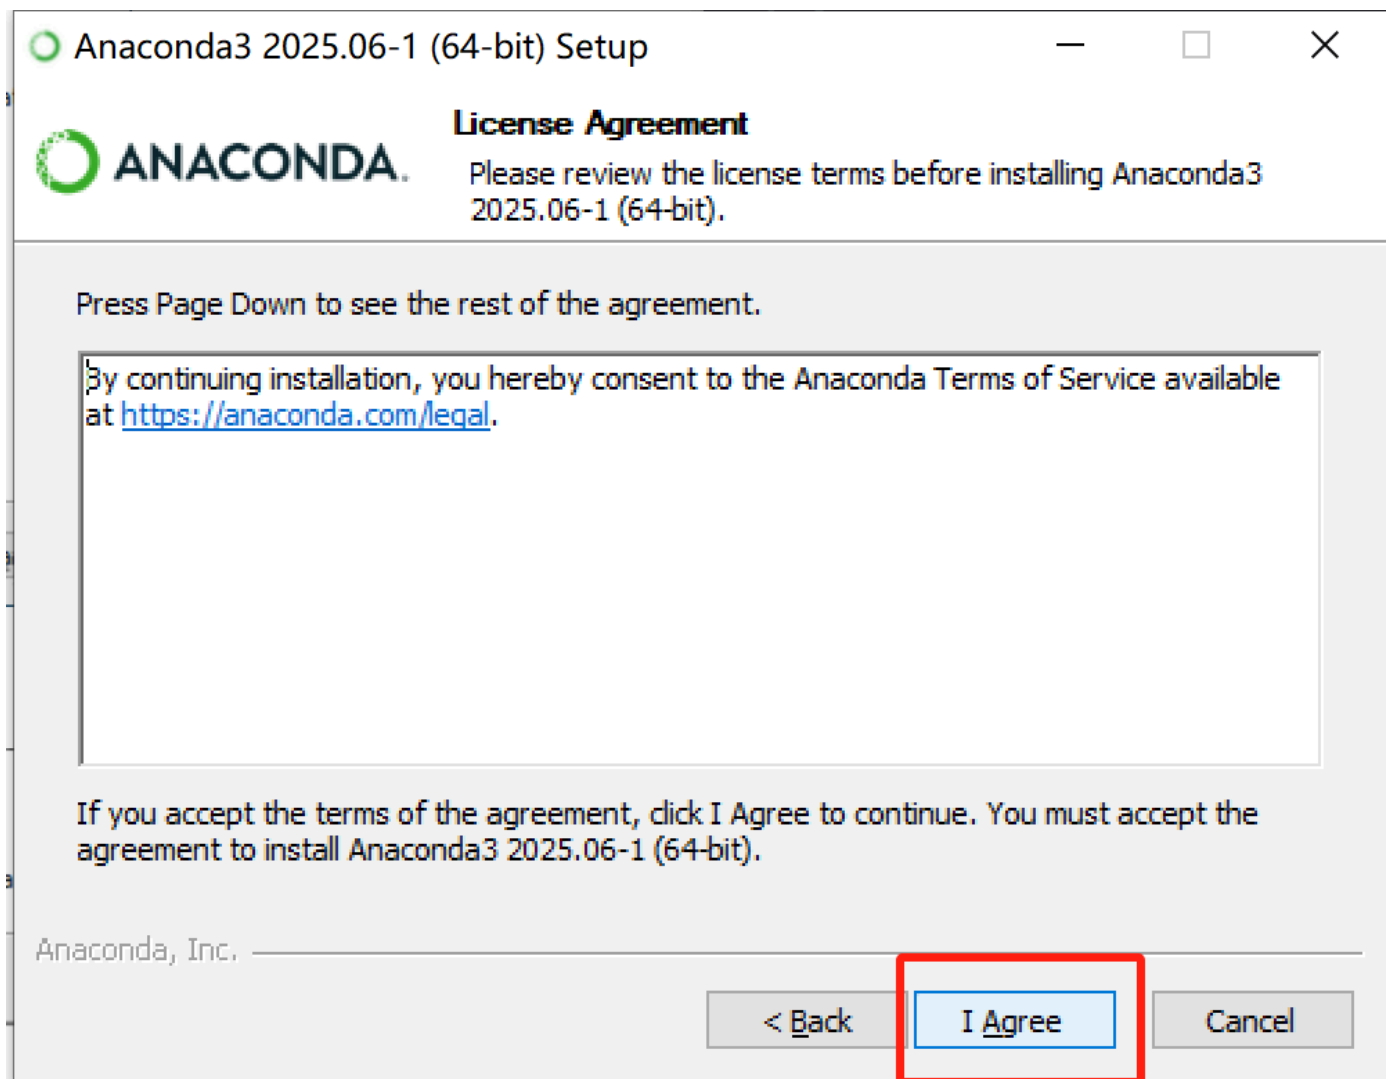 Anaconda3 2025.06-1 (64-bit) Setup
ANACONDA.
License Agreement
Please review the license terms before installing Anaconda3
2025.06-1 (64-bit).
Press Page Down to see the rest of the agreement.
By continuing installation, you hereby consent to the Anaconda Terms of Service available
at https://anaconda.com/legal.
If you accept the terms of the agreement, click I Agree to continue. You must accept the
agreement to install Anaconda3 2025.06-1 (64-bit).
Anaconda, Inc.
< Back
I Agree
Cancel